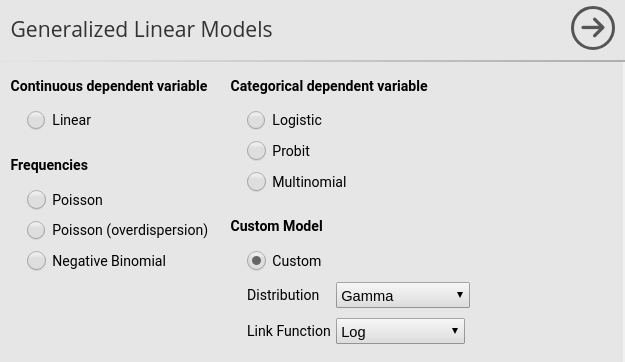 Generalized Linear Models
Continuous dependent variable
Linear
Frequencies
Poisson
Poisson (overdispersion)
Negative Binomial
Categorical dependent variable
Logistic
Probit
Multinomial
Custom Model
Custom
Distribution Gamma
Link Function Log